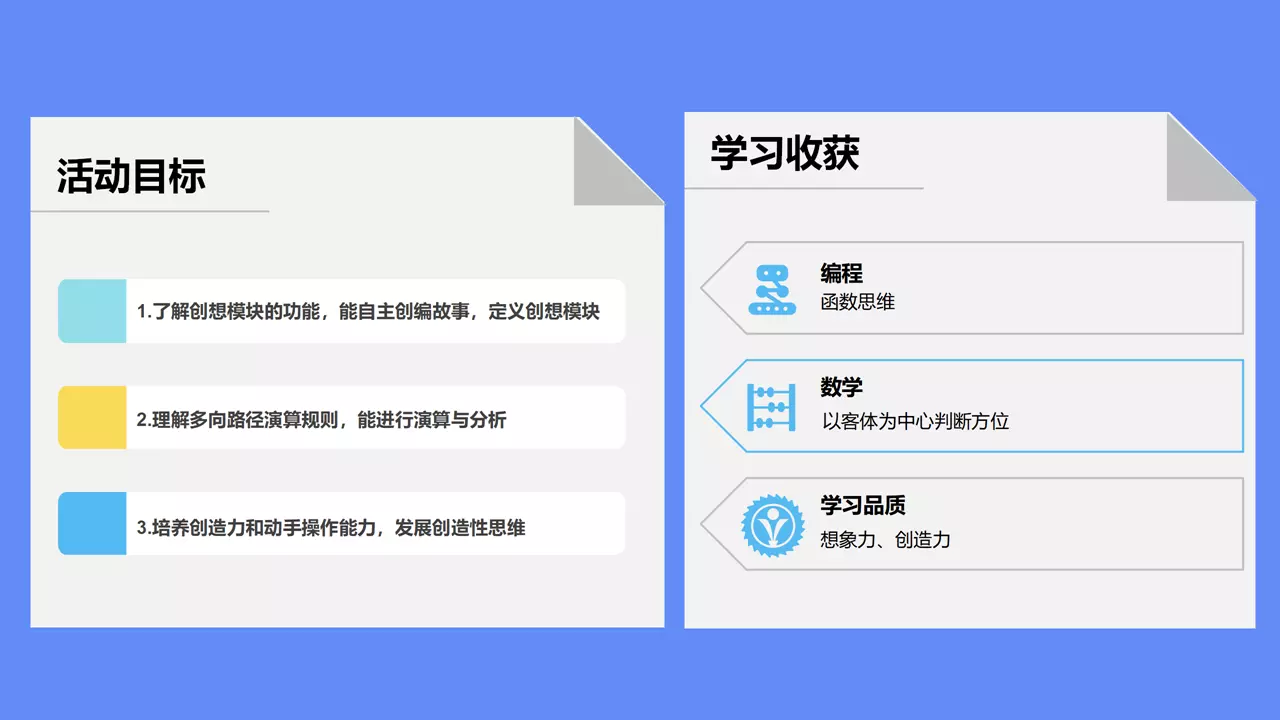 活动目标
1.了解创想模块的功能，能自主创编故事，定义创想模块
2.理解多向路径演算规则，能进行演算与分析
3.培养创造力和动手操作能力，发展创造性思维
学习收获
编程
函数思维
数学
以客体为中心判断方位
学习品质
想象力、创造力